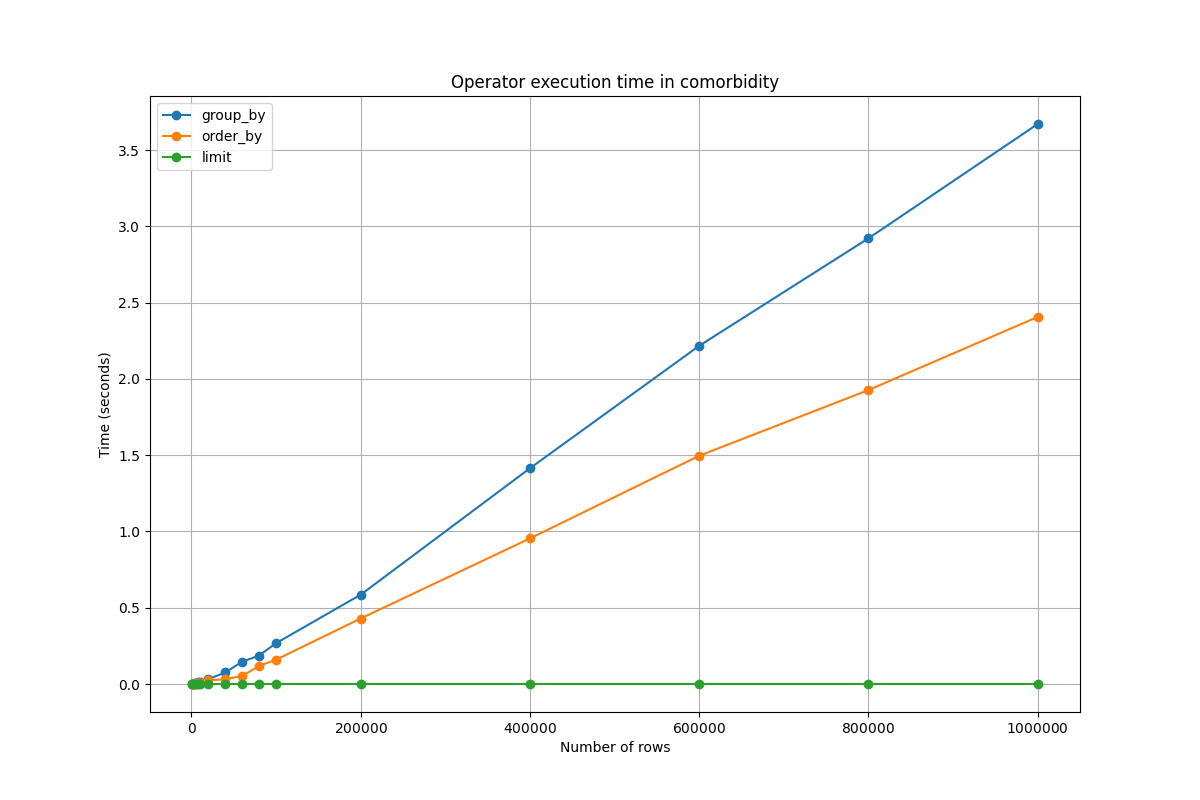 Operator execution time in comorbidity
group_by
order_by
limit
Time (seconds)
3.5
3.0
2.5
2.0
1.5
1.0
0.5
0.0
0 200000 400000 600000 800000 1000000
Number of rows